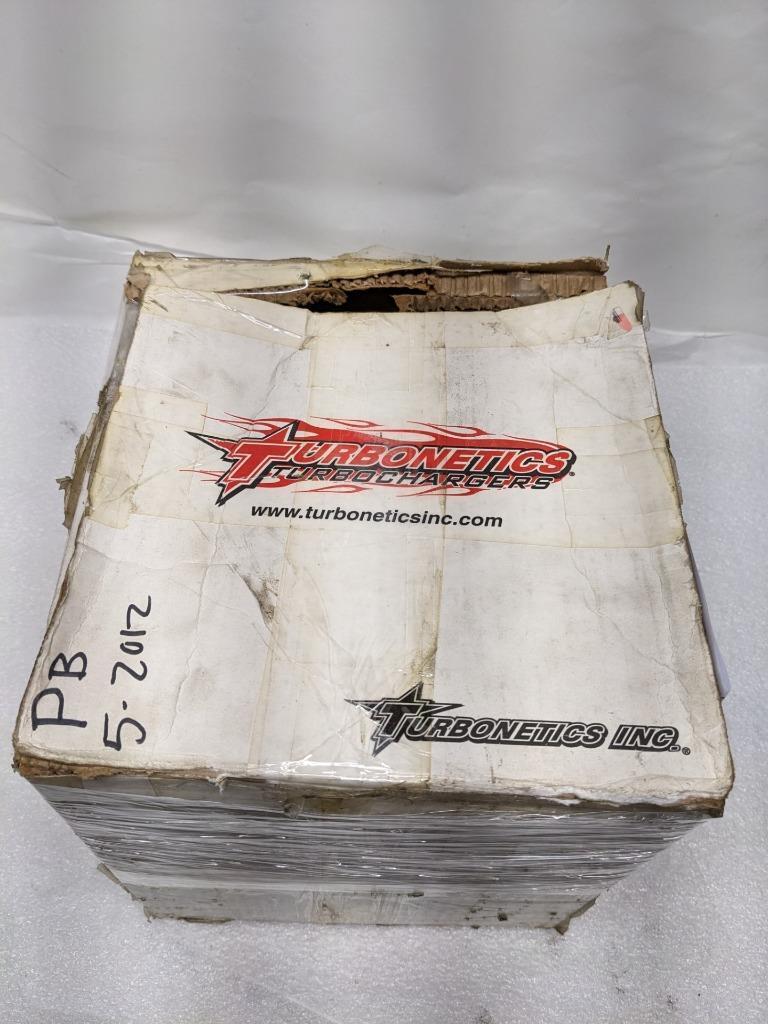 TURBONETICS
TURBOCHARGERS
www.turboneticsinc.com
PB
5-2012
TURBONETICS INC.®